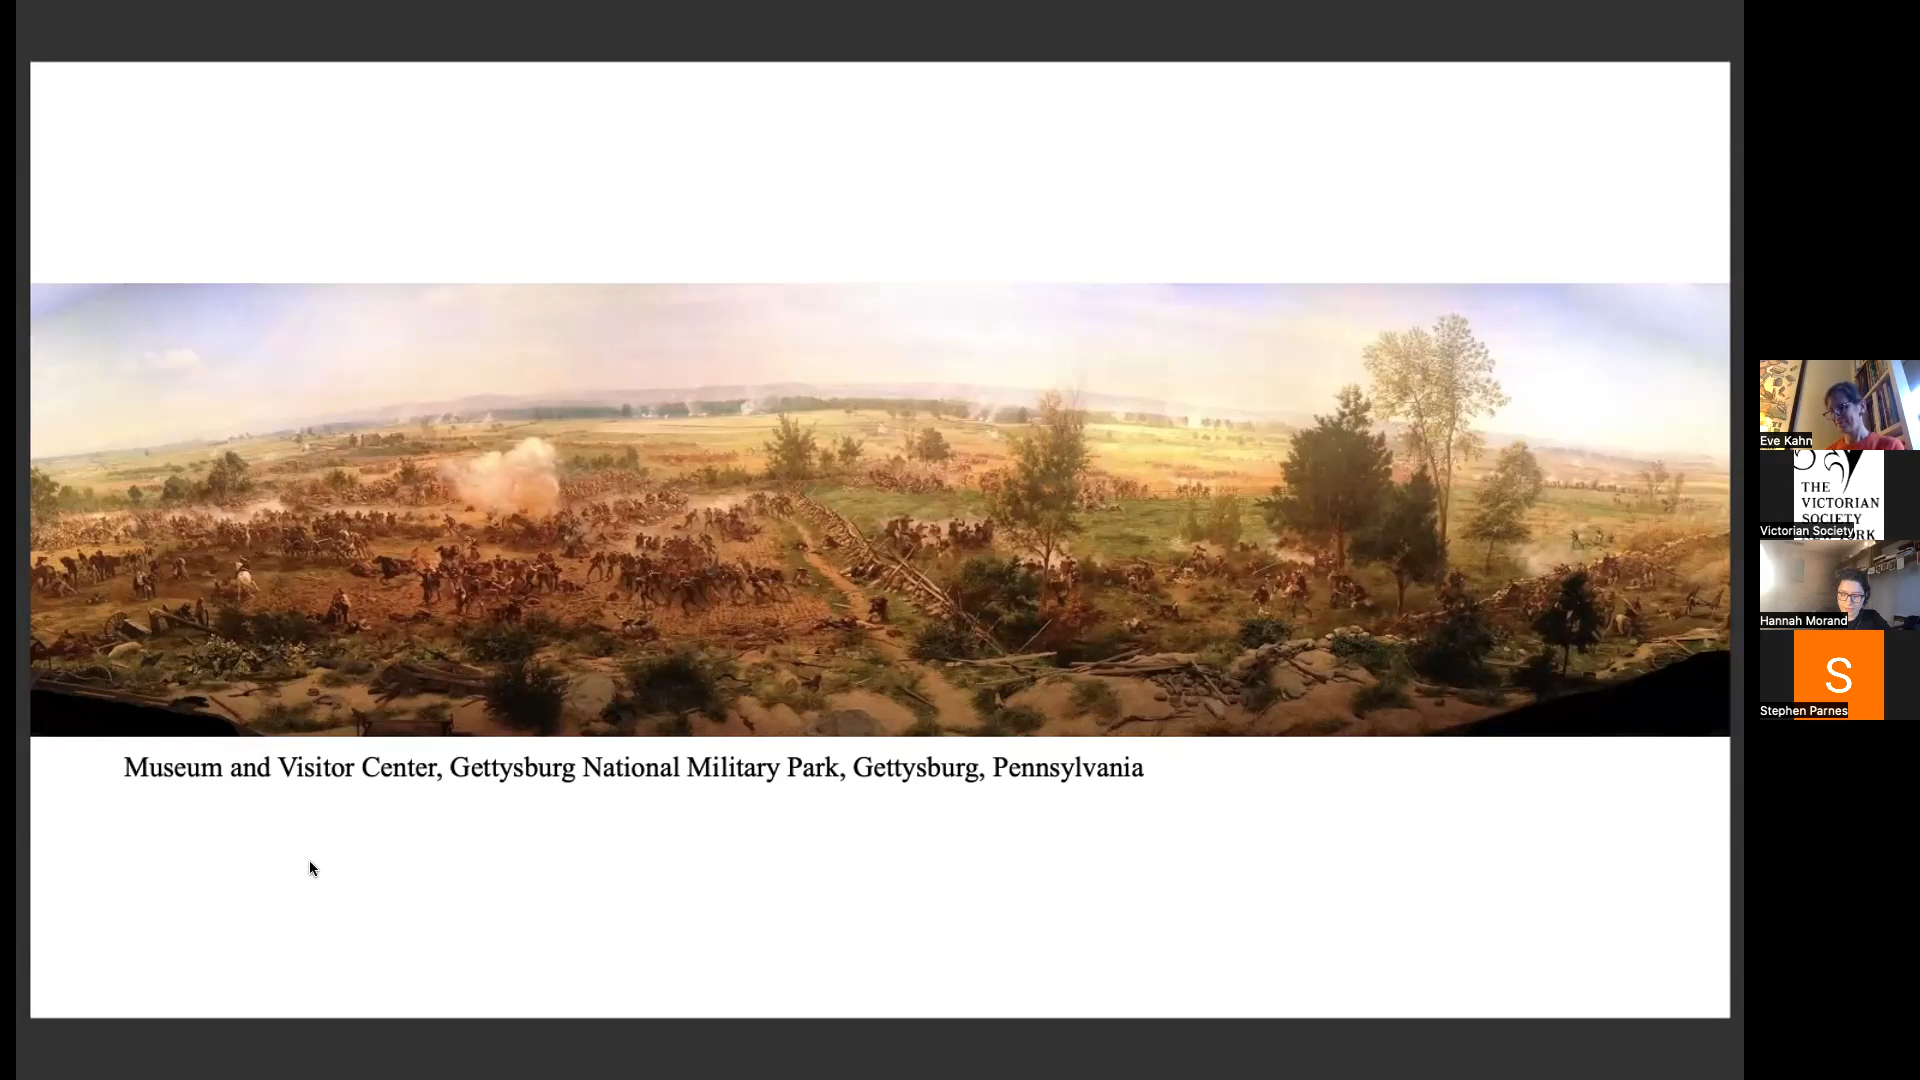 Museum and Visitor Center, Gettysburg National Military Park, Gettysburg, Pennsylvania
Eve Kahn
THE
VICTORIAN
SOCIETY
Victorian Society
Hannah Morand
S
Stephen Parnes